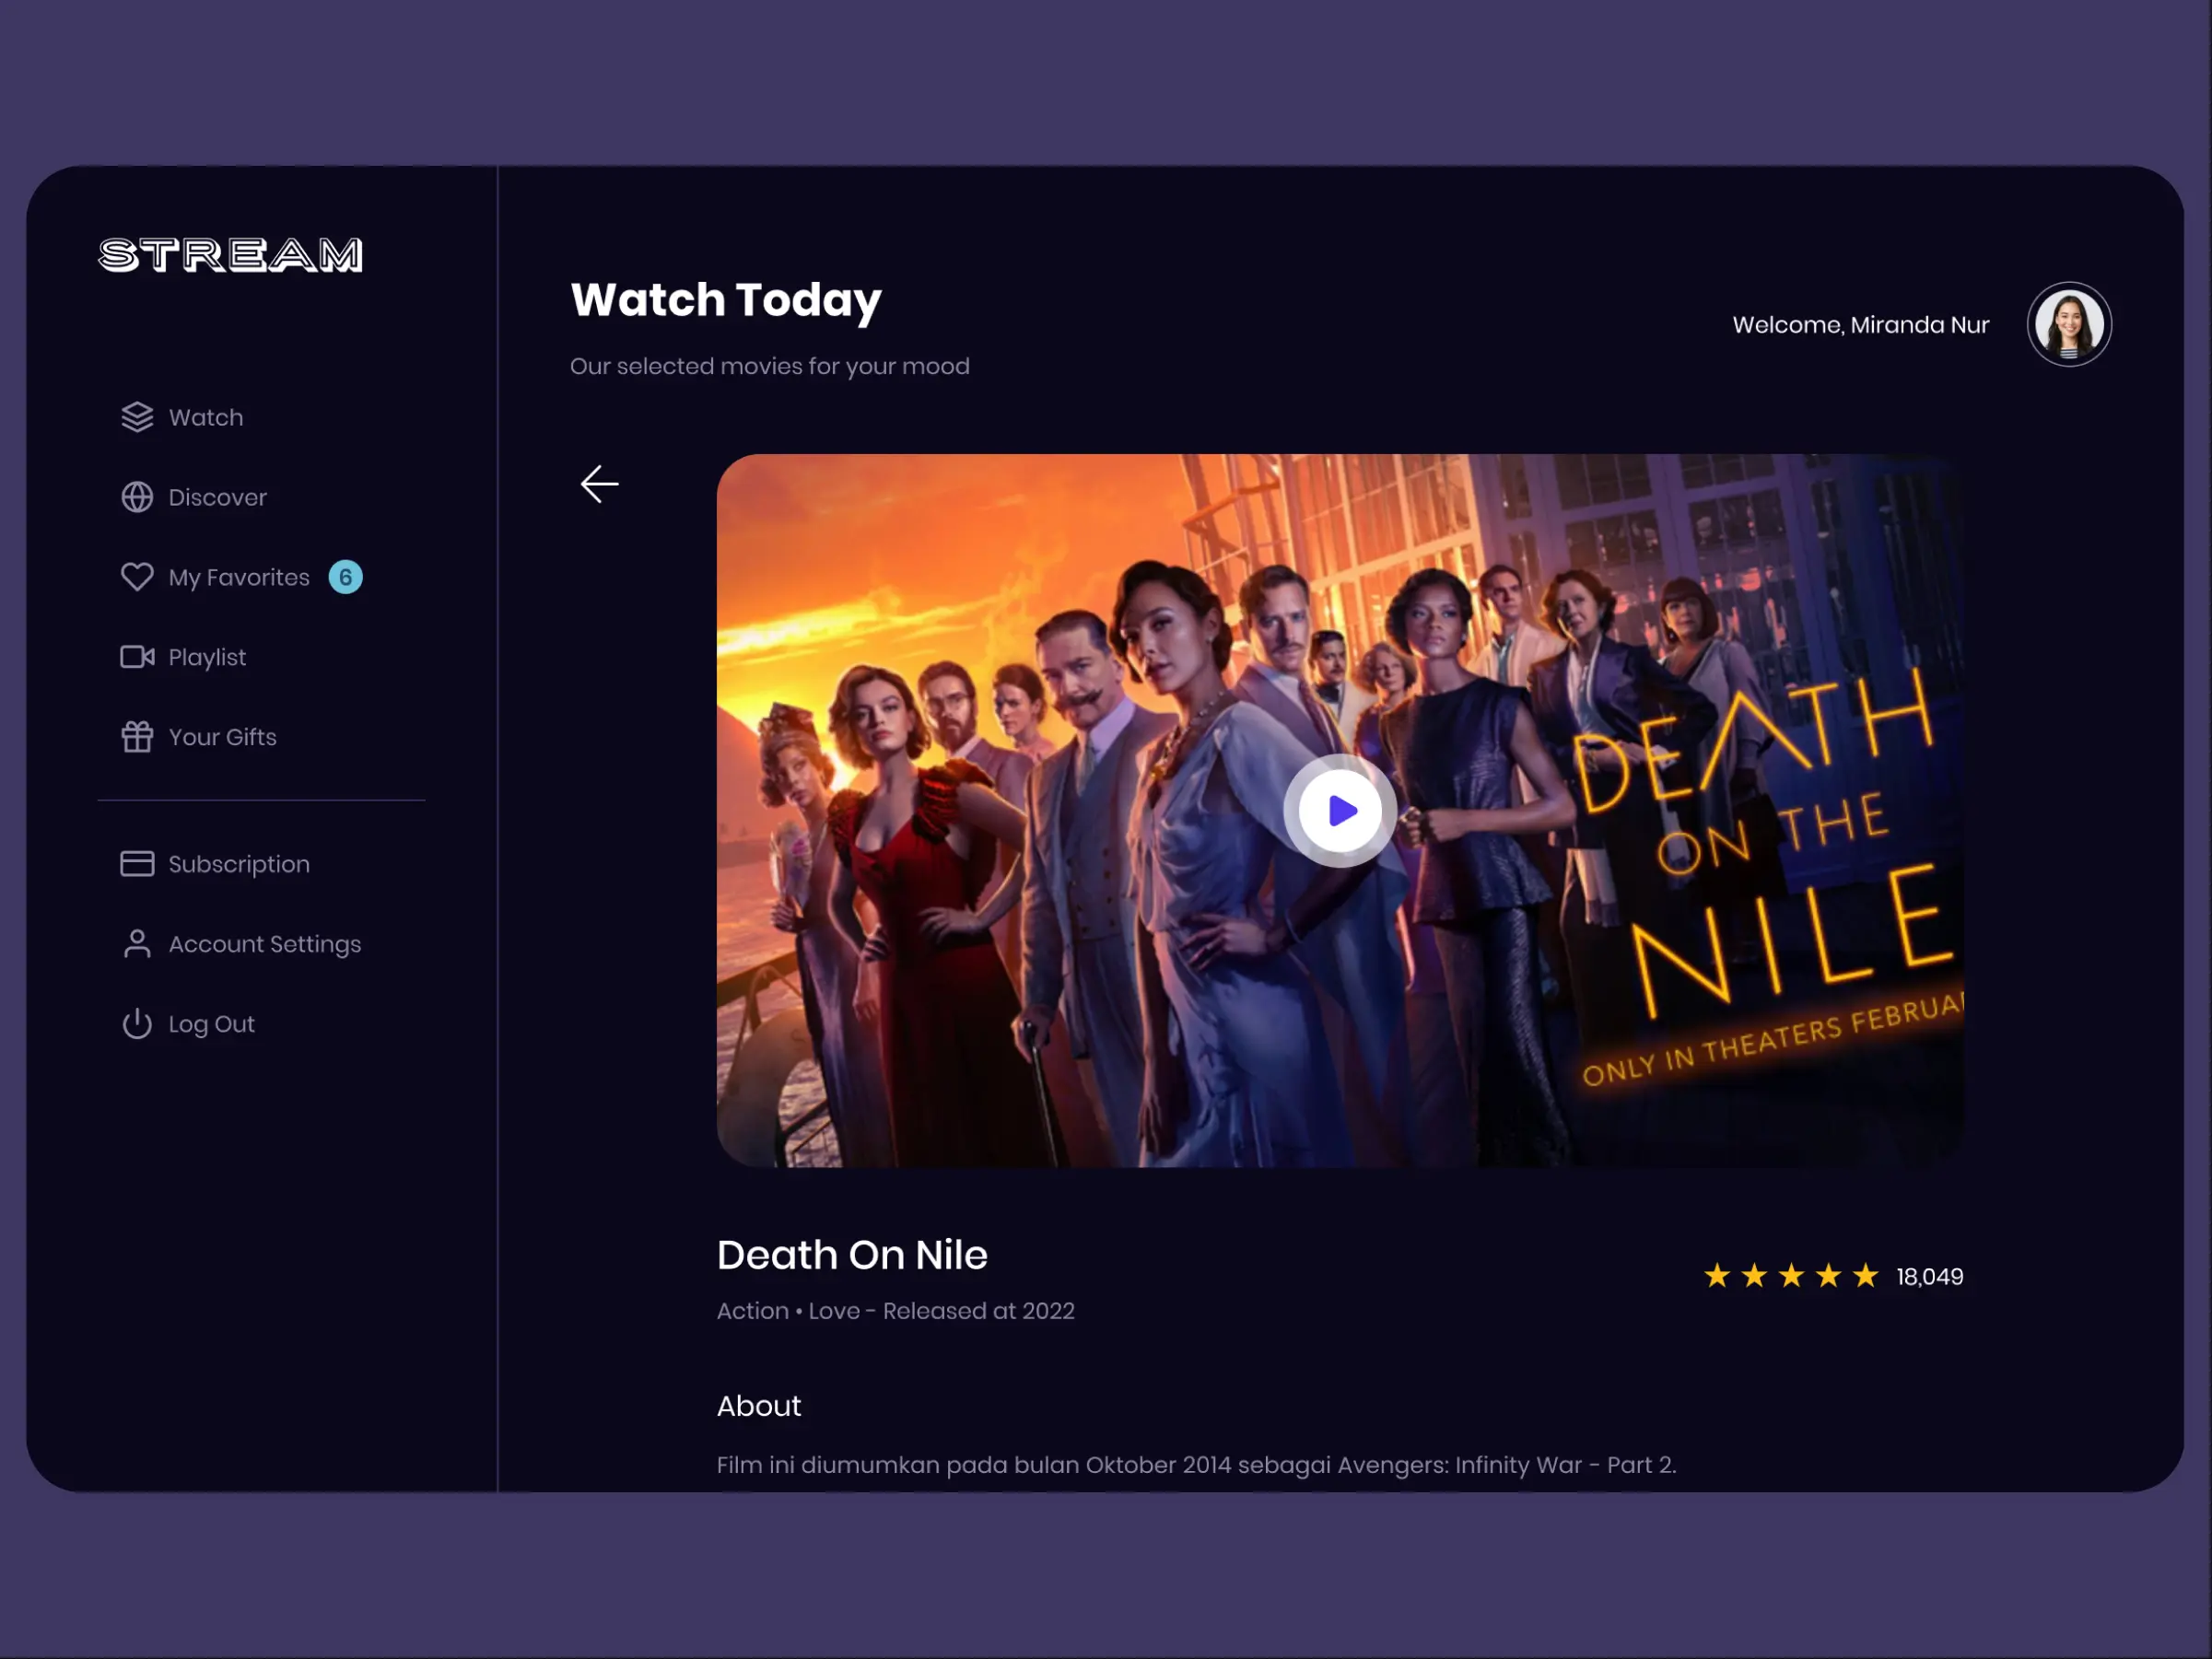 STREAM
Watch
Discover
My Favorites 6
Playlist
Your Gifts
Subscription
Account Settings
Log Out
Watch Today
Our selected movies for your mood
Welcome, Miranda Nur
DEATH
ON THE
NILE
ONLY IN THEATERS
Death On Nile
Action • Love - Released at 2022
18,049
About
Film ini diumumkan pada bulan Oktober 2014 sebagai Avengers: Infinity War - Part 2.